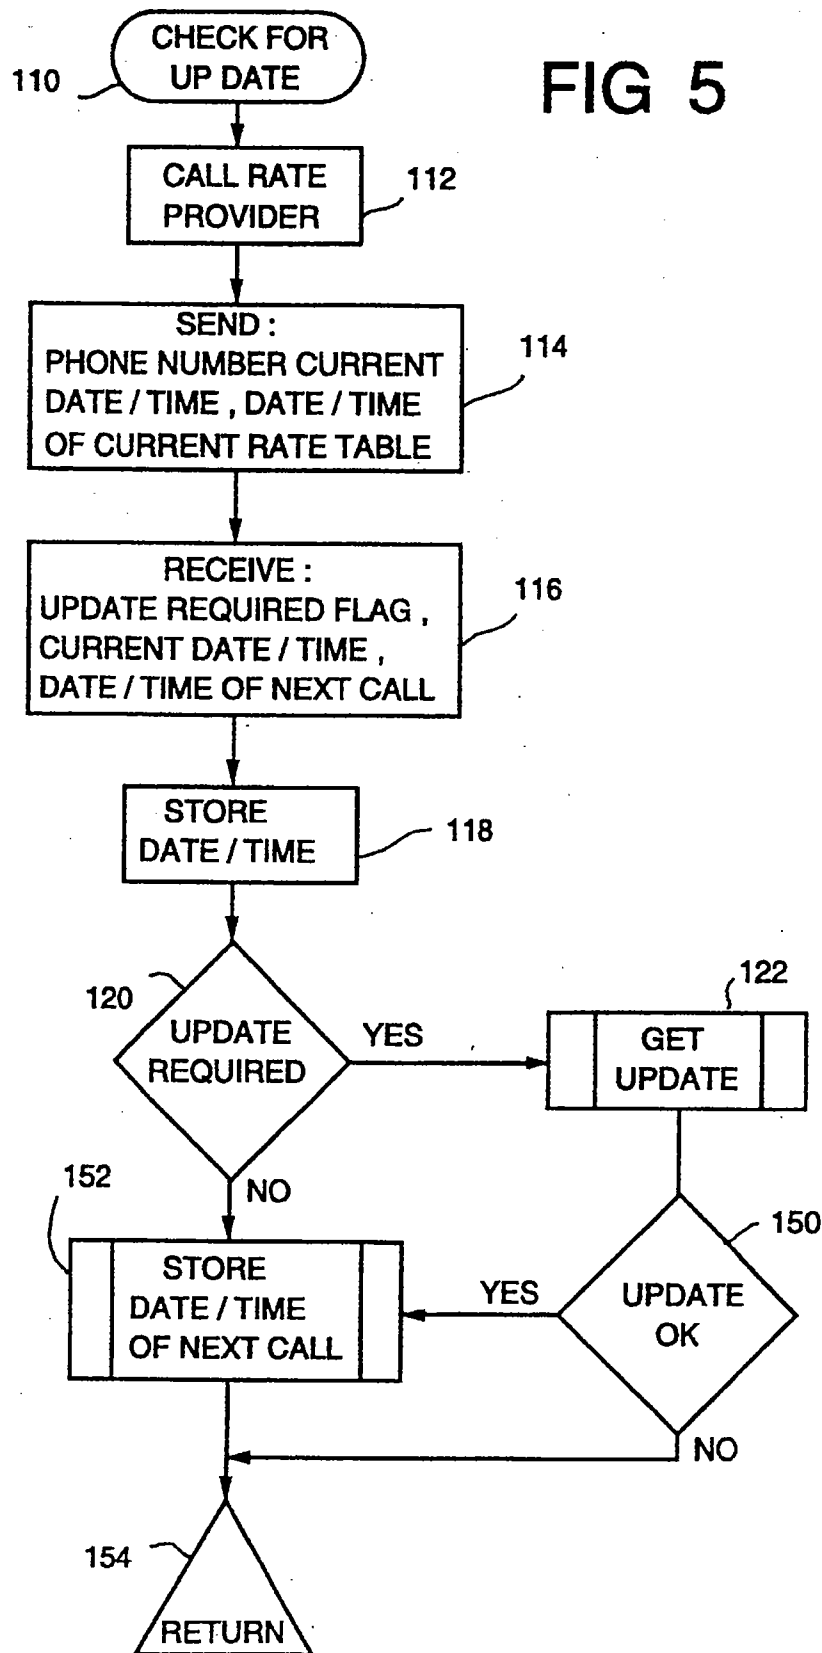 CHECK FOR
UP DATE
110
FIG 5
CALL RATE
PROVIDER
112
SEND :
PHONE NUMBER CURRENT
DATE / TIME , DATE / TIME
OF CURRENT RATE TABLE
114
RECEIVE :
UPDATE REQUIRED FLAG ,
CURRENT DATE / TIME ,
DATE / TIME OF NEXT CALL
116
STORE
DATE / TIME
118
120
UPDATE
REQUIRED
YES
122
GET
UPDATE
NO
152
STORE
DATE / TIME
OF NEXT CALL
YES
150
UPDATE
OK
NO
154
RETURN